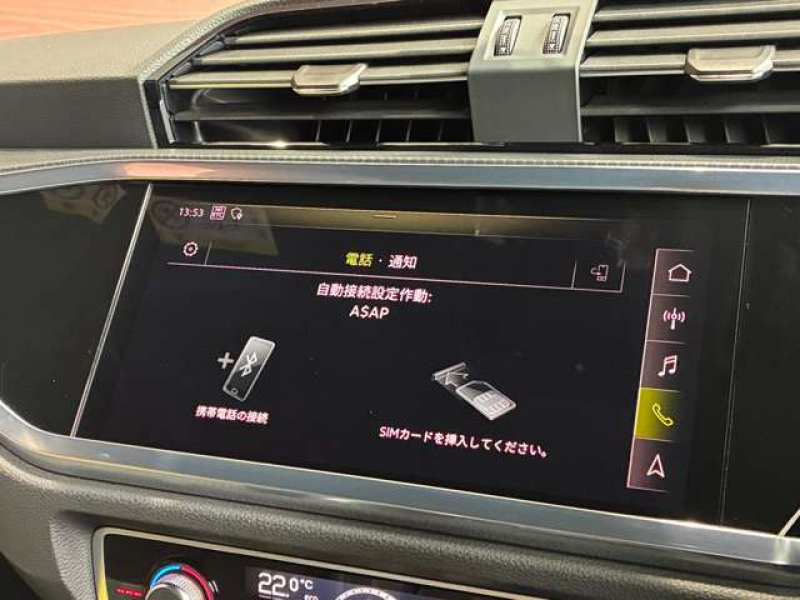 13:53
電話・通知
自動接続設定作動:
A$AP
携帯電話の接続
SIMカードを挿入してください。
22.0°C
eco